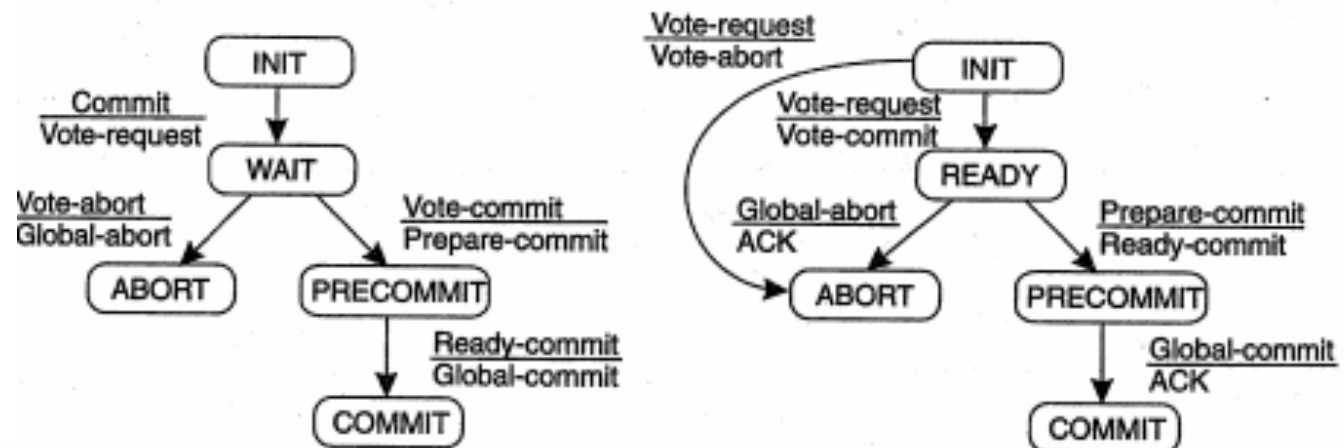 INIT
Commit
Vote-request
WAIT
Vote-abort
Global-abort
Vote-commit
Prepare-commit
ABORT
PRECOMMIT
Ready-commit
Global-commit
COMMIT
Vote-request
Vote-abort
INIT
Vote-request
Vote-commit
READY
Global-abort
ACK
Prepare-commit
Ready-commit
ABORT
PRECOMMIT
Global-commit
ACK
COMMIT